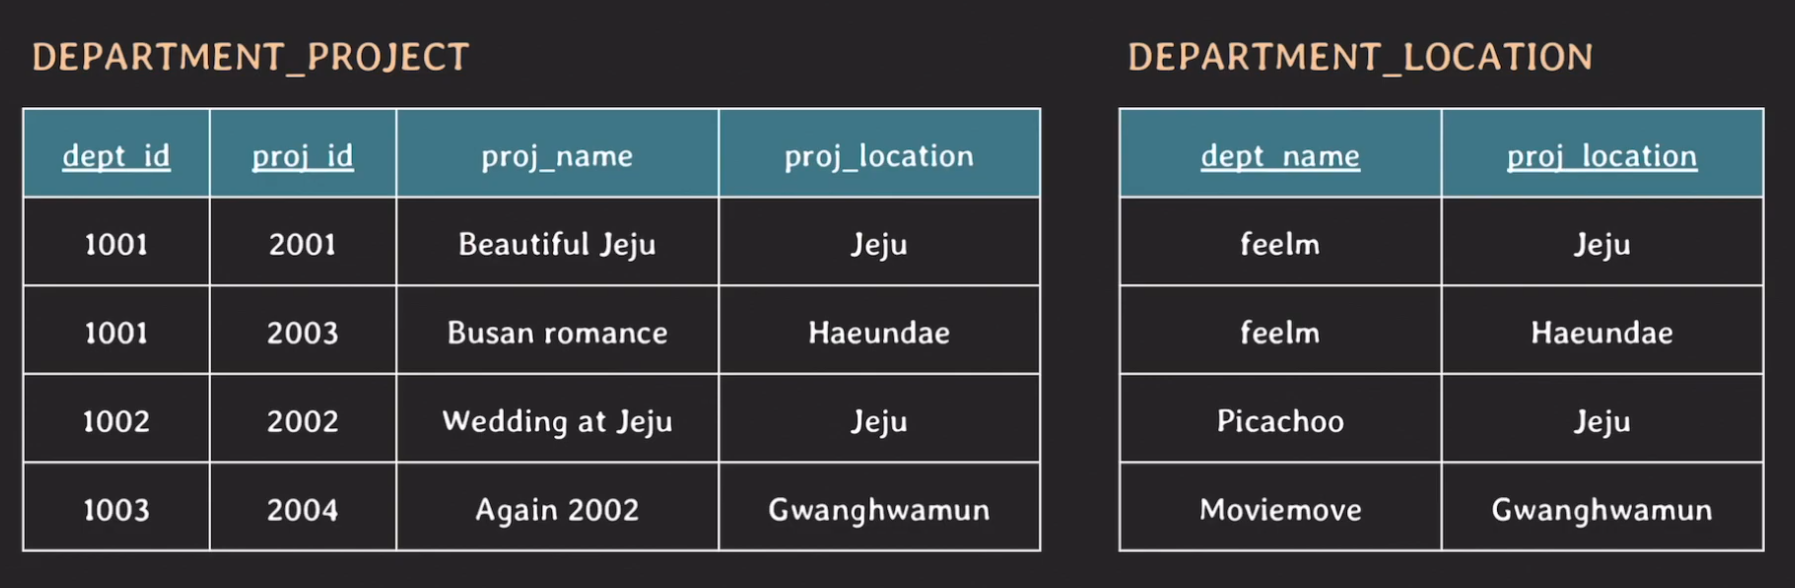 DEPARTMENT_PROJECT
dept_id proj_id proj_name proj_location
1001 2001 Beautiful Jeju Jeju
1001 2003 Busan romance Haeundae
1002 2002 Wedding at Jeju Jeju
1003 2004 Again 2002 Gwanghwamun
DEPARTMENT_LOCATION
dept_name proj_location
feelm Jeju
feelm Haeundae
Picachoo Jeju
Moviemove Gwanghwamun